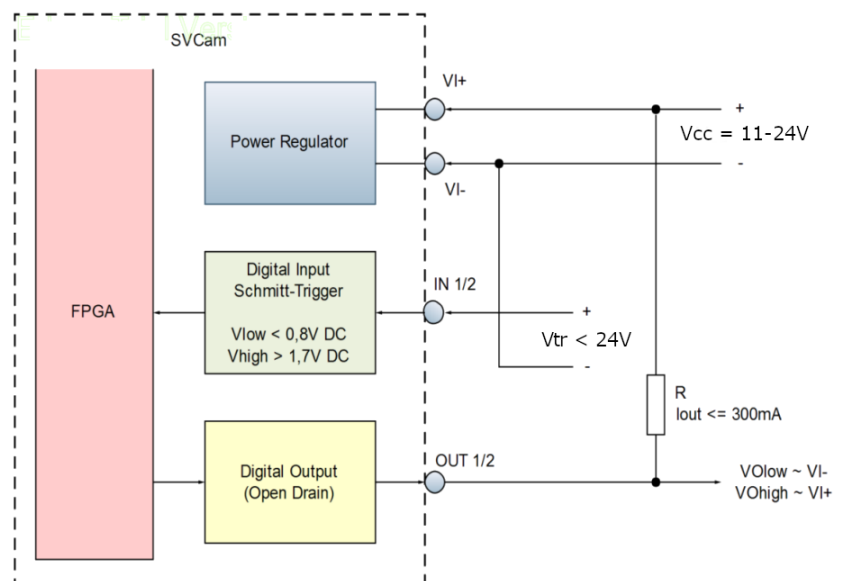 SVCam
VI+
Power Regulator
+
Vcc = 11-24V
-
VI-
Digital Input
Schmitt-Trigger
Vlow < 0,8V DC
Vhigh > 1,7V DC
IN 1/2
FPGA
+
Vtr < 24V
-
R
Iout <= 300mA
Digital Output
(Open Drain)
OUT 1/2
VOlow ~ VI-
VOhigh ~ VI+